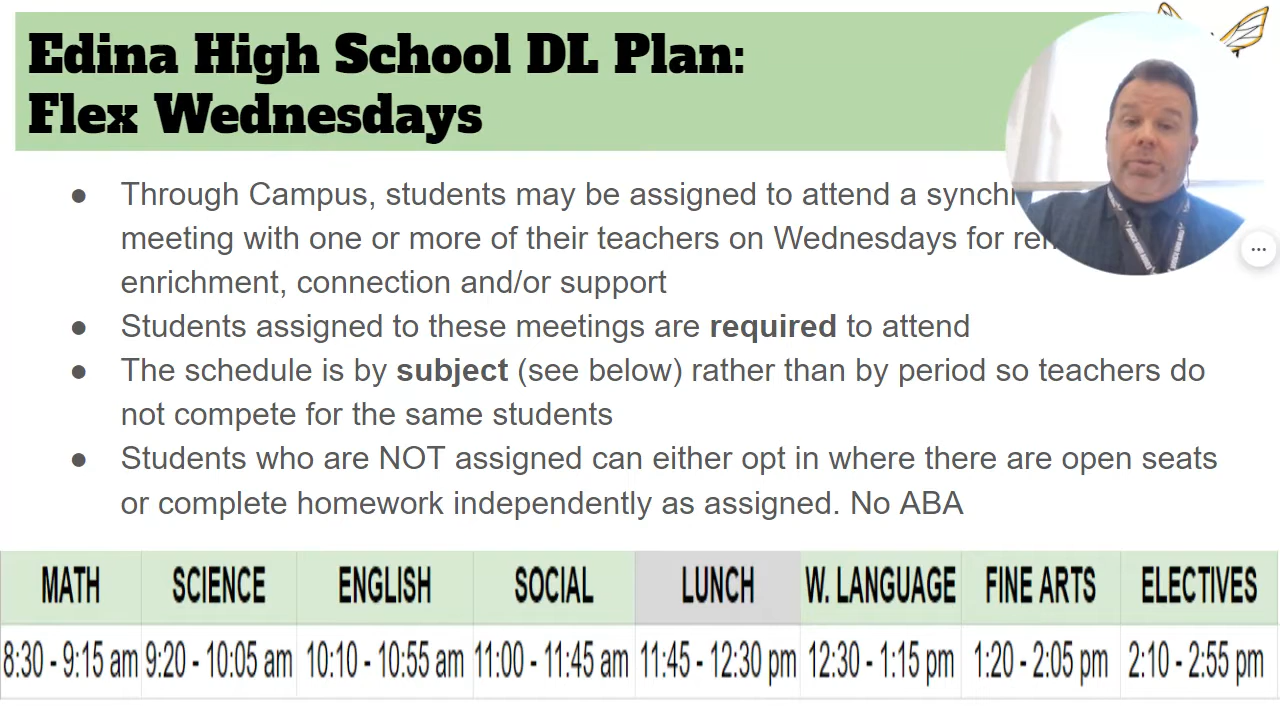 Edina High School DL Plan:
Flex Wednesdays
● Through Campus, students may be assigned to attend a
meeting with one or more of their teachers on Wednesdays for
enrichment, connection and/or support
● Students assigned to these meetings are required to attend
● The schedule is by subject (see below) rather than by period so teachers do
not compete for the same students
● Students who are NOT assigned can either opt in where there are open seats
or complete homework independently as assigned. No ABA
MATH SCIENCE ENGLISH SOCIAL LUNCH W. LANGUAGE FINE ARTS ELECTIVES
8:30 - 9:15 am 9:20 - 10:05 am 10:10 - 10:55 am 11:00 - 11:45 am 11:45 - 12:30 pm 12:30 - 1:15 pm 1:20 - 2:05 pm 2:10 - 2:55 pm